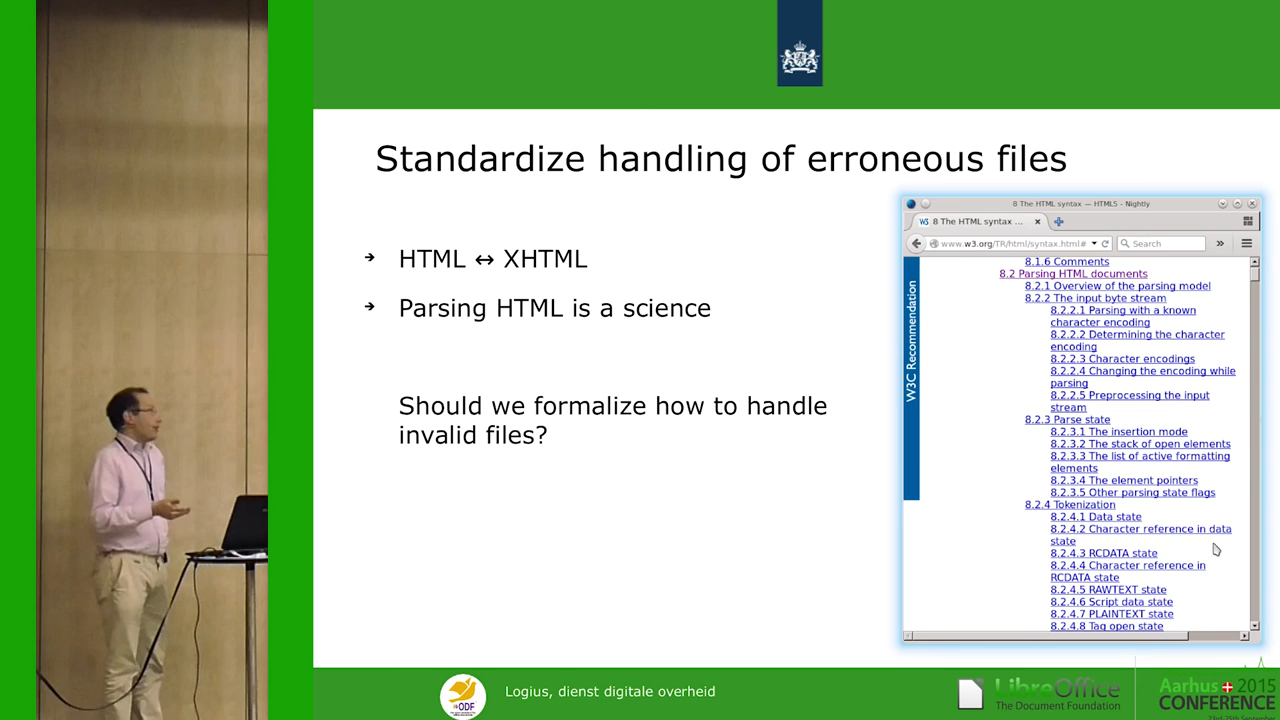 Standardize handling of erroneous files
➔ HTML ↔ XHTML
➔ Parsing HTML is a science
Should we formalize how to handle
invalid files?
8 The HTML syntax — HTML5 - Nightly
W3 8 The HTML syntax ...
www.w3.org/TR/html/syntax.html#
Search
W3C Recommendation
8.1.6 Comments
8.2 Parsing HTML documents
8.2.1 Overview of the parsing model
8.2.2 The input byte stream
8.2.2.1 Parsing with a known
character encoding
8.2.2.2 Determining the character
encoding
8.2.2.3 Character encodings
8.2.2.4 Changing the encoding while
parsing
8.2.2.5 Preprocessing the input
stream
8.2.3 Parse state
8.2.3.1 The insertion mode
8.2.3.2 The stack of open elements
8.2.3.3 The list of active formatting
elements
8.2.3.4 The element pointers
8.2.3.5 Other parsing state flags
8.2.4 Tokenization
8.2.4.1 Data state
8.2.4.2 Character reference in data
state
8.2.4.3 RCDATA state
8.2.4.4 Character reference in
RCDATA state
8.2.4.5 RAWTEXT state
8.2.4.6 Script data state
8.2.4.7 PLAINTEXT state
8.2.4.8 Tag open state
ODF
Logius, dienst digitale overheid
LibreOffice
The Document Foundation
Aarhus 2015
CONFERENCE
23rd-25th September